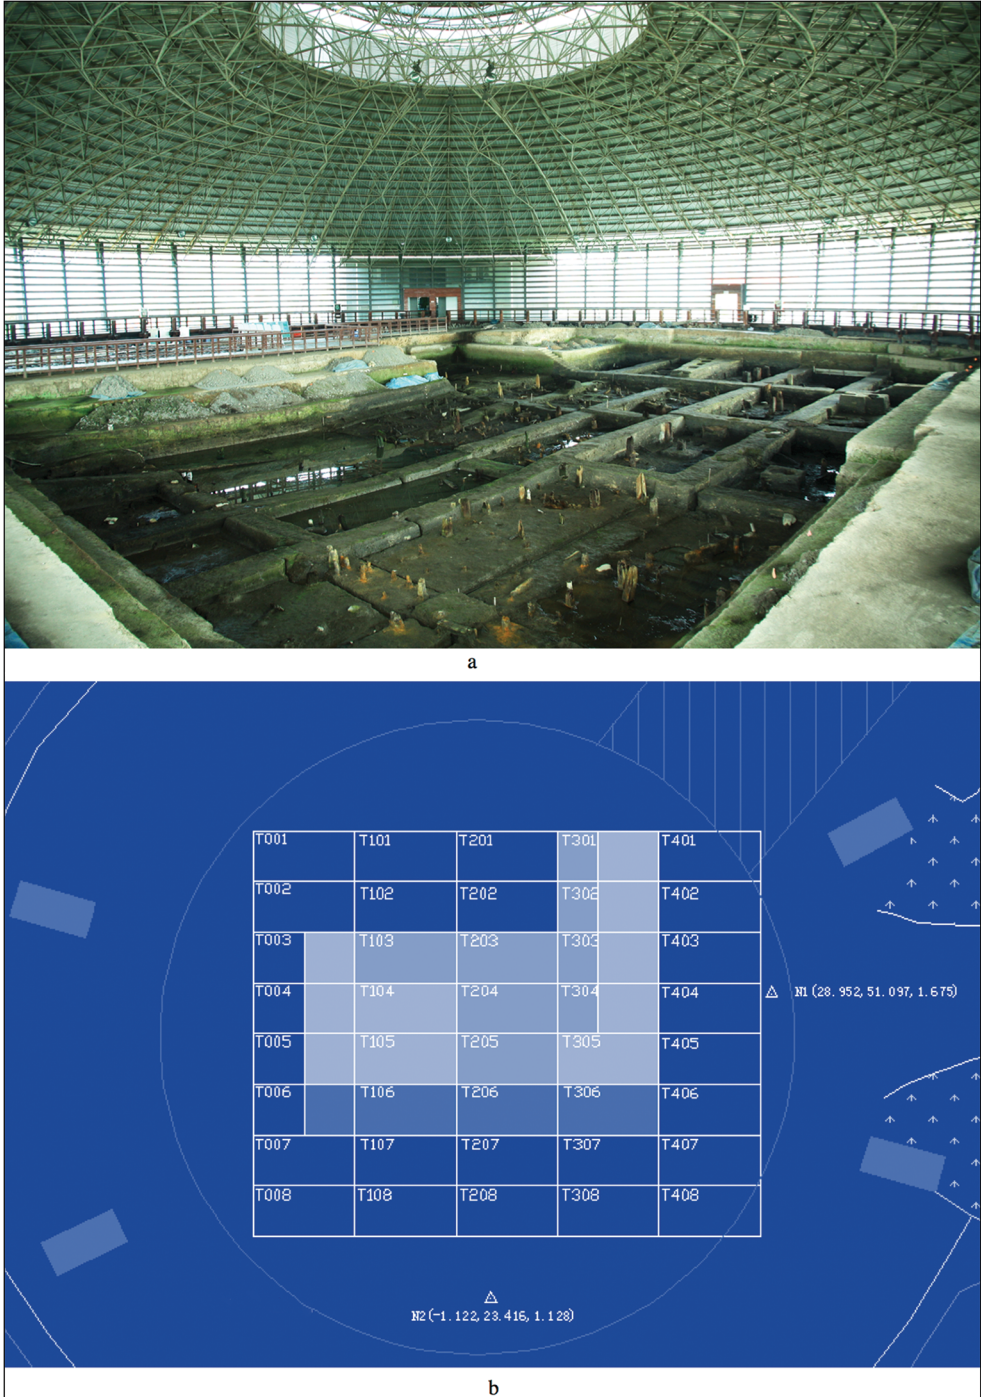 a
T001 T101 T201 T301 T401
T002 T102 T202 T302 T402
T003 T103 T203 T303 T403
T004 T104 T204 T304 T404
N1(28.952,51.097,1.675)
T005 T105 T205 T305 T405
T006 T106 T206 T306 T406
T007 T107 T207 T307 T407
T008 T108 T208 T308 T408
N2(-1.122,23.416,1.128)
b